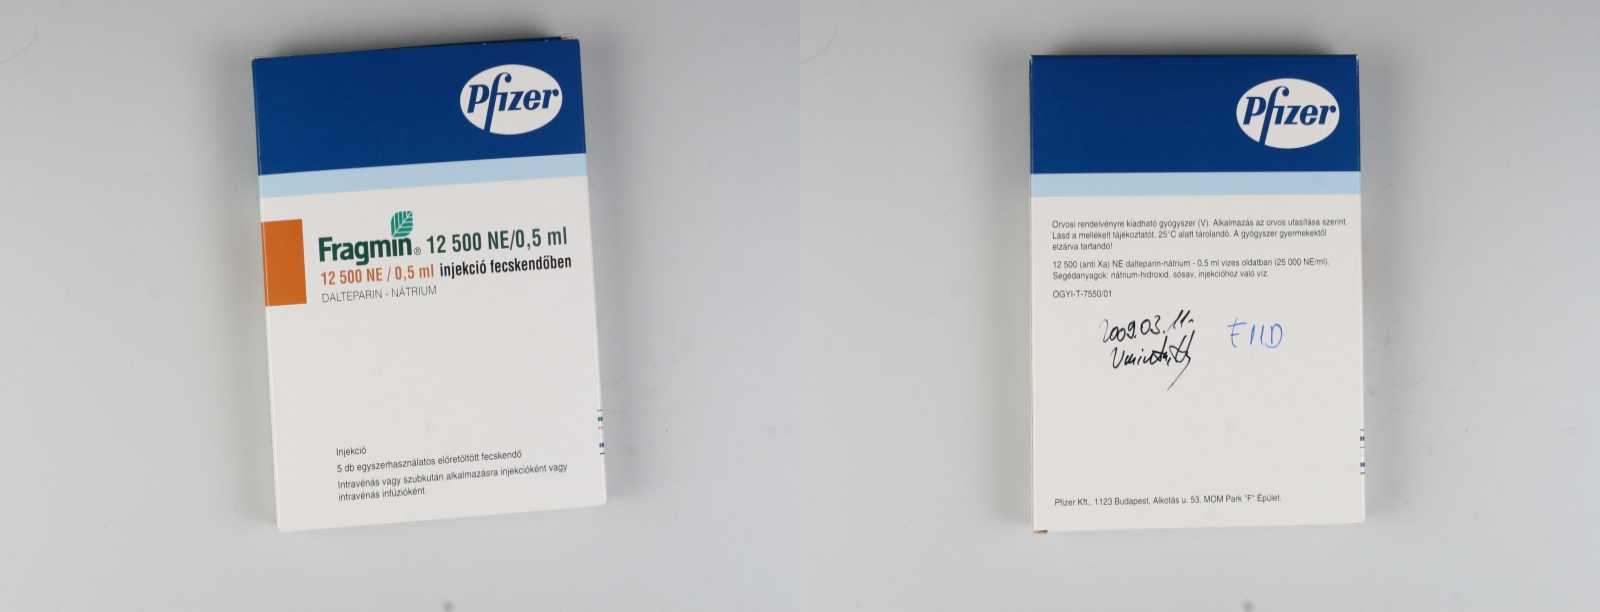 Pfizer
Fragmin® 12 500 NE/0,5 ml
12 500 NE / 0,5 ml injekció fecskendőben
DALTEPARIN - NÁTRIUM
Injekció
5 db egyszerhasználatos előretöltött fecskendő
Intravénás vagy szubkután alkalmazásra injekcióként vagy
intravénás infúzióként.
Pfizer
Orvosi rendelvényre kiadható gyógyszer (V). Alkalmazás az orvos utasítása szerint.
Lásd a mellékelt tájékoztatót. 25°C alatt tárolandó. A gyógyszer gyermekektől
elzárva tartandó!
12 500 (anti Xa) NE dalteparin-nátrium - 0,5 ml vizes oldatban (25 000 NE/ml).
Segédanyagok: nátrium-hidroxid, sósav, injekcióhoz való víz.
OGYI-T-7550/01
2009.03.11.
Pfizer Kft., 1123 Budapest, Alkotás u. 53. MOM Park "F" Épület.